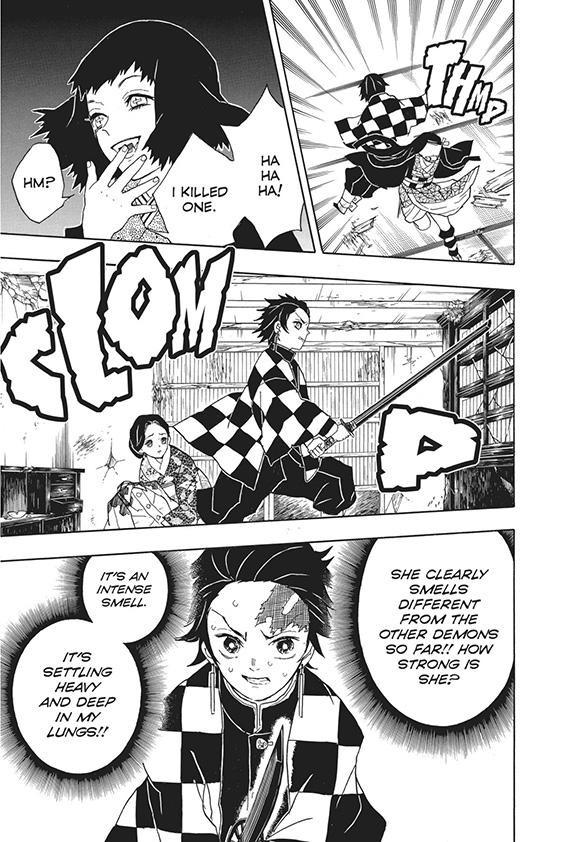 THMP
HA
HA
HA!
I KILLED
ONE.
HM?
CLOMP
SHE CLEARLY
SMELLS
DIFFERENT
FROM THE
OTHER DEMONS
SO FAR!! HOW
STRONG IS
SHE?
IT'S AN
INTENSE
SMELL.
IT'S
SETTLING
HEAVY
AND DEEP
IN MY
LUNGS!!